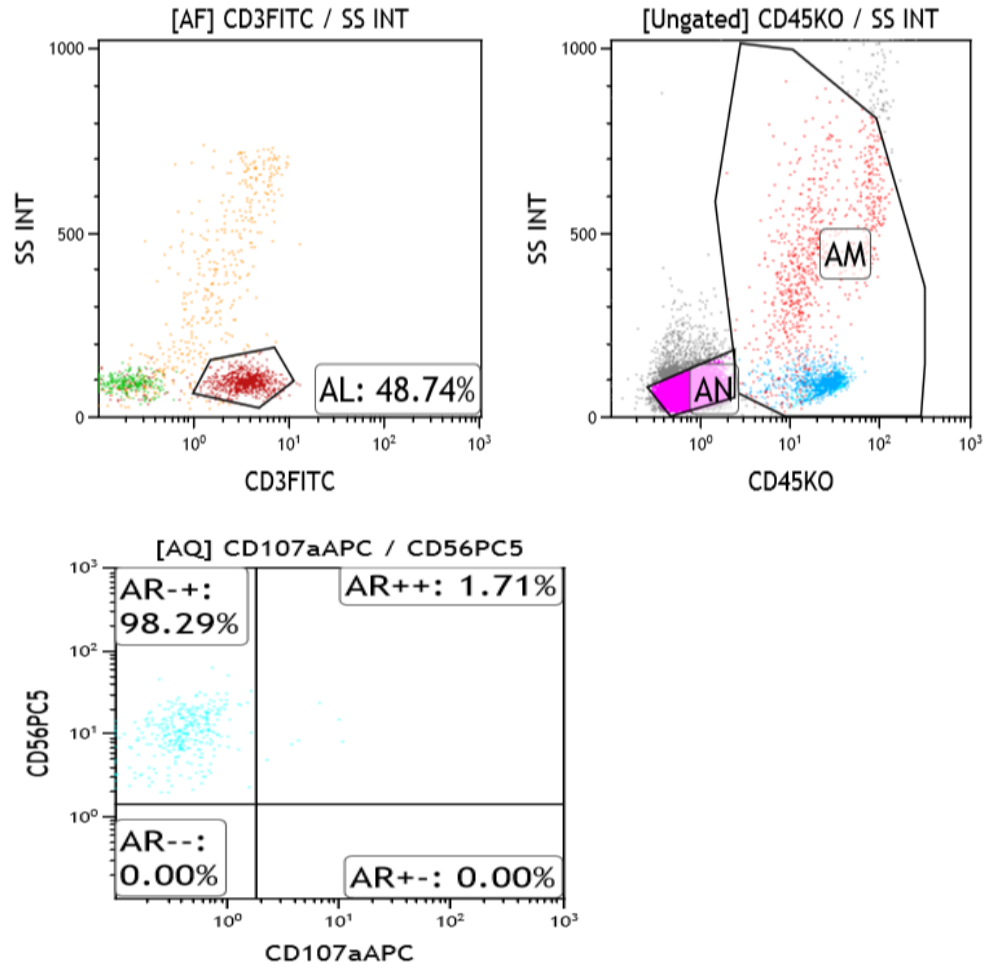 [AF] CD3FITC / SS INT
1000
500
0
SS INT
AL: 48.74%
10⁰
10¹
10²
10³
CD3FITC
[Ungated] CD45KO / SS INT
1000
500
0
SS INT
AM
AN
10⁰
10¹
10²
10³
CD45KO
[AQ] CD107aAPC / CD56PC5
10³
10²
10¹
10⁰
CD56PC5
AR-+:
98.29%
AR++: 1.71%
AR--:
0.00%
AR+-: 0.00%
10⁰
10¹
10²
10³
CD107aAPC